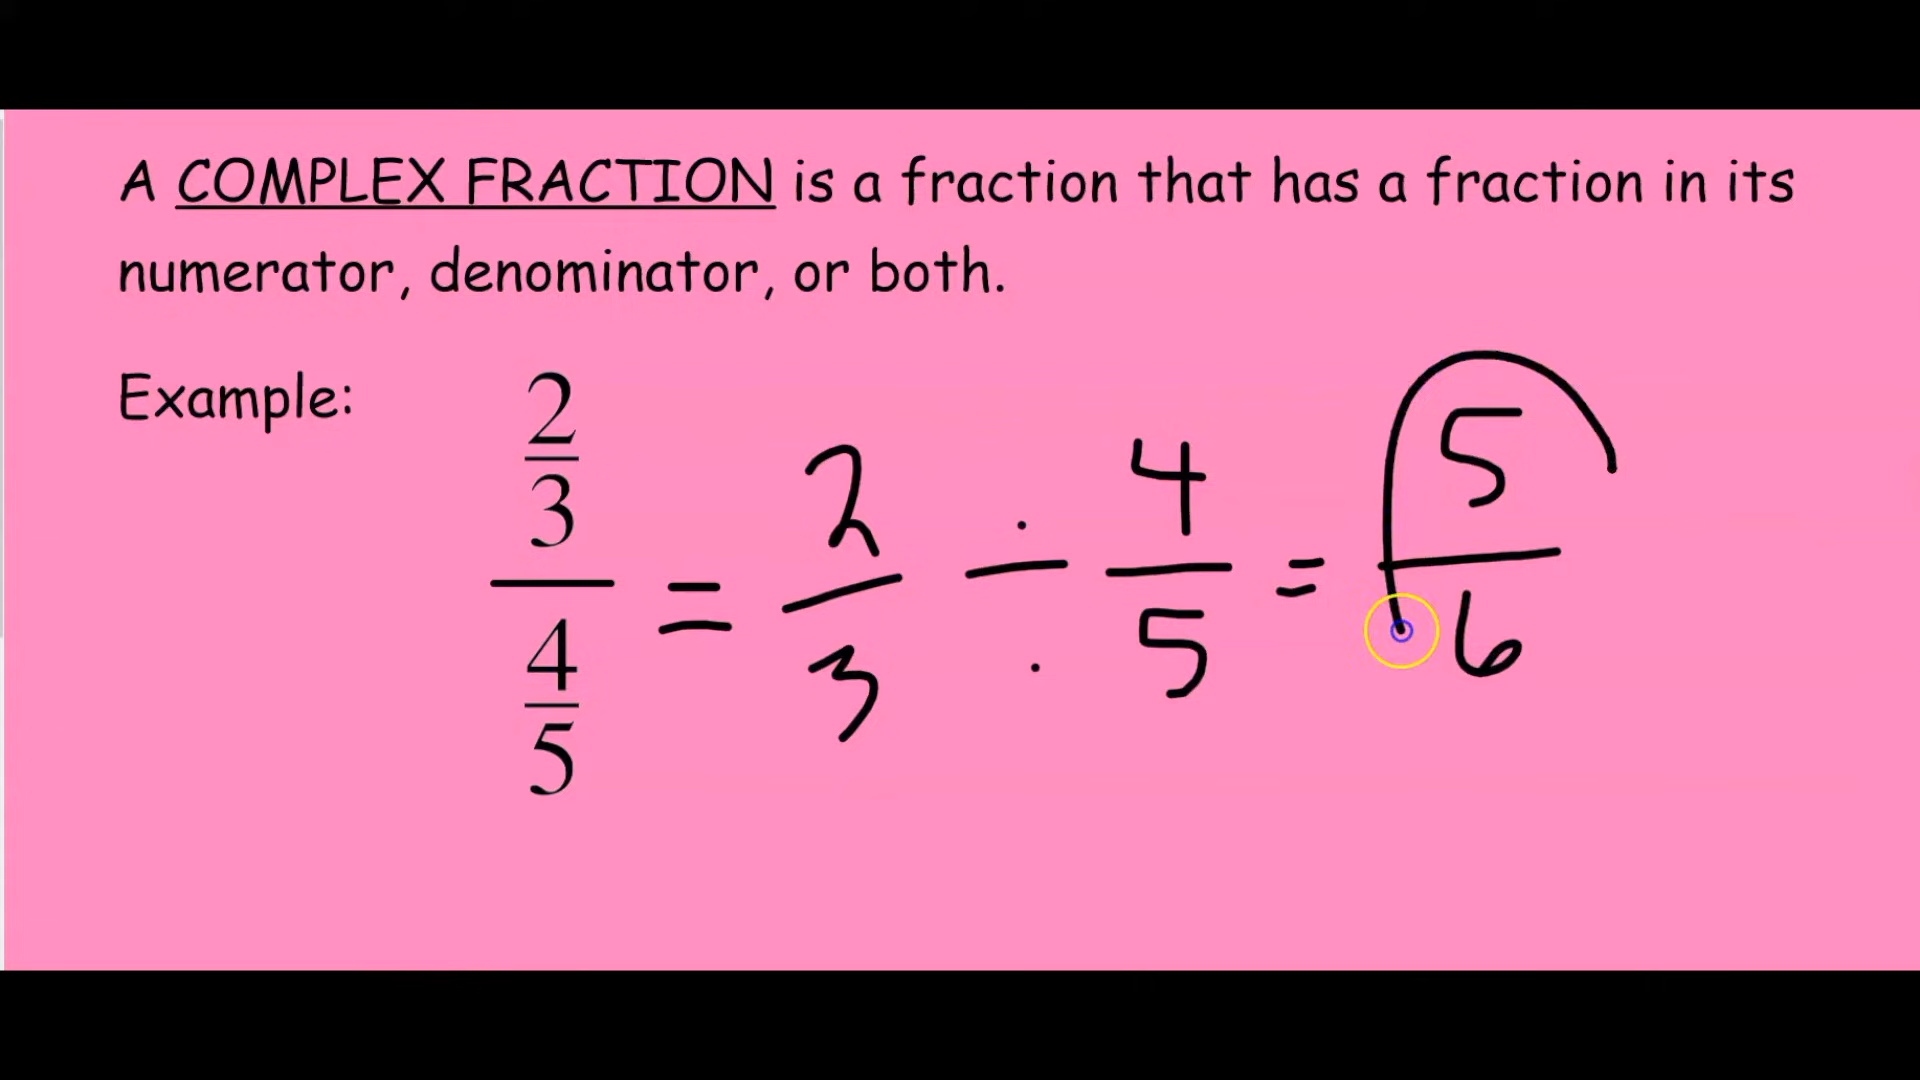 A COMPLEX FRACTION is a fraction that has a fraction in its
numerator, denominator, or both.
Example:
2/3 / 4/5 = 2/3 ÷ 4/5 = 5/6